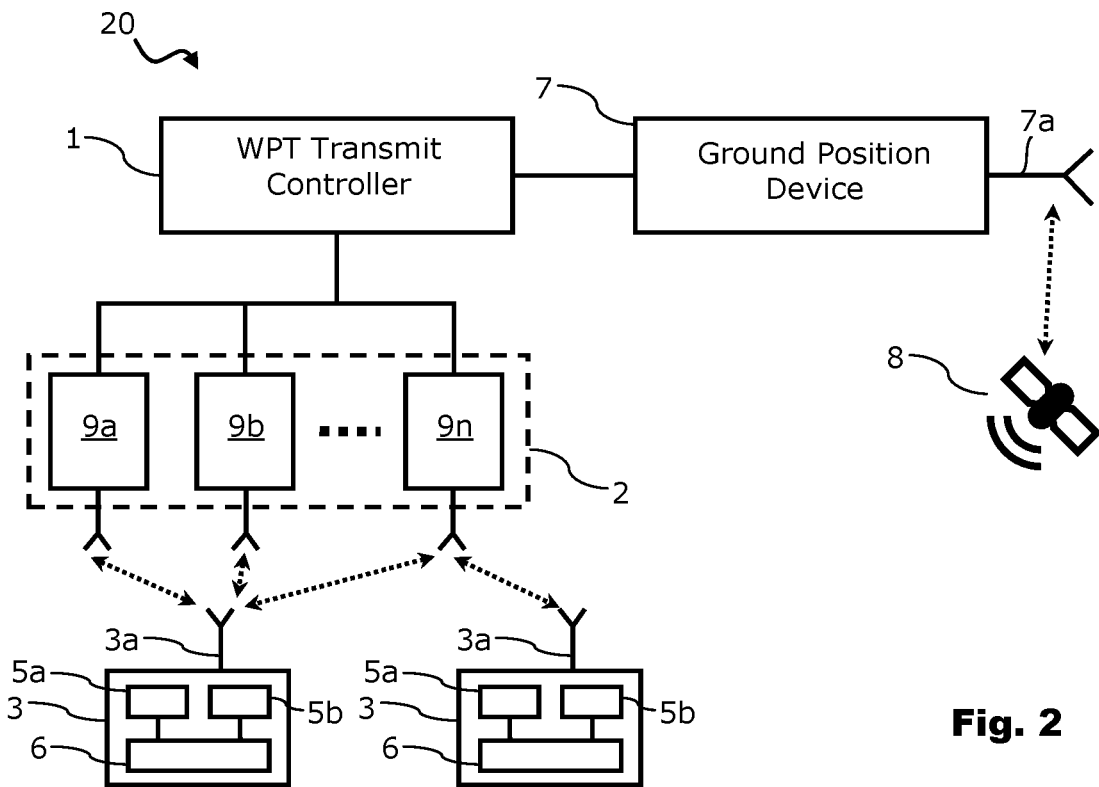 20
7
1
WPT Transmit
Controller
Ground Position
Device
7a
8
9a
9b
9n
2
3a
3a
5a
5b
5a
5b
3
3
6
6
Fig. 2